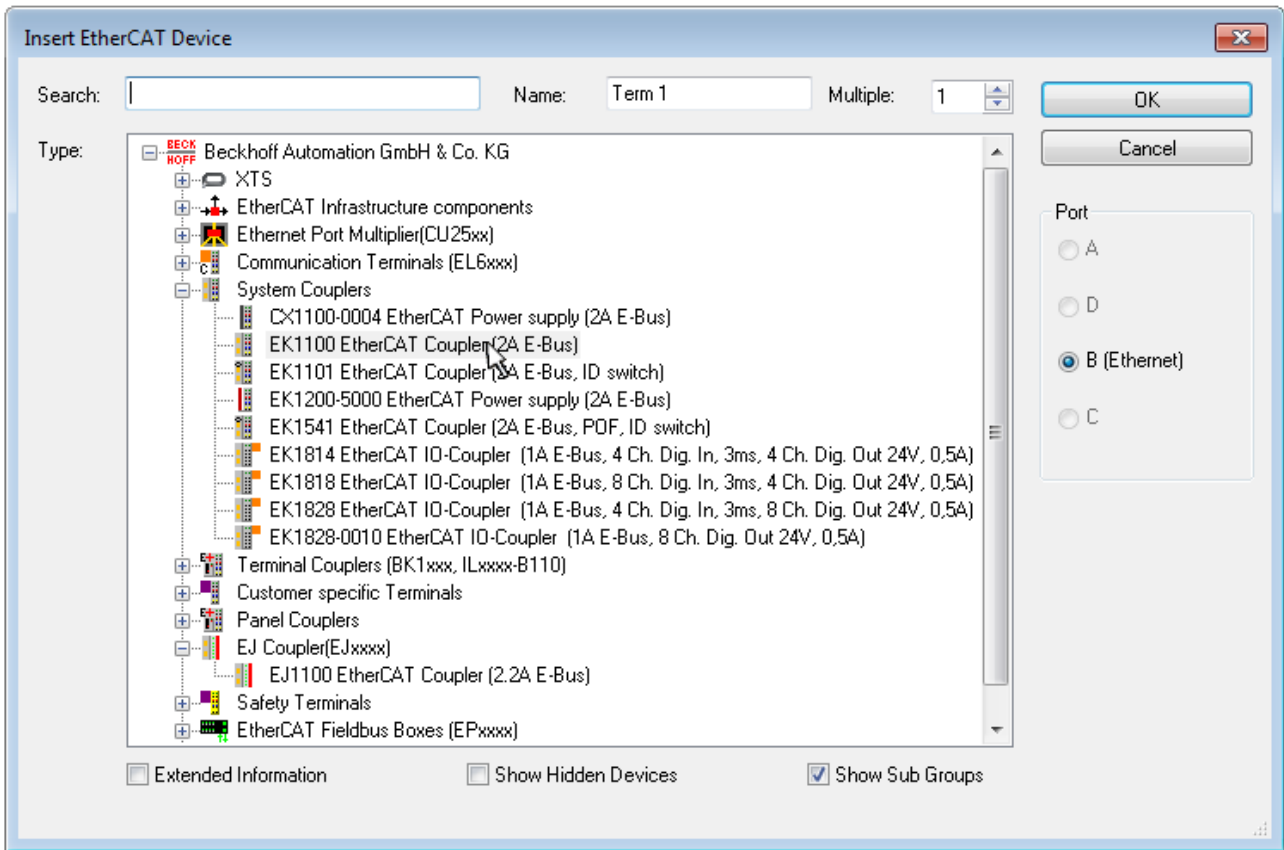 Insert EtherCAT Device
Search: Name: Term 1 Multiple: 1 OK
Type: BECKHOFF Beckhoff Automation GmbH & Co. KG Cancel
XTS
EtherCAT Infrastructure components
Port
Ethernet Port Multiplier(CU25xx)
A
Communication Terminals (EL6xxx)
System Couplers
D
CX1100-0004 EtherCAT Power supply (2A E-Bus)
EK1100 EtherCAT Coupler (2A E-Bus)
B (Ethernet)
EK1101 EtherCAT Coupler (2A E-Bus, ID switch)
EK1200-5000 EtherCAT Power supply (2A E-Bus)
C
EK1541 EtherCAT Coupler (2A E-Bus, POF, ID switch)
EK1814 EtherCAT IO-Coupler (1A E-Bus, 4 Ch. Dig. In, 3ms, 4 Ch. Dig. Out 24V, 0,5A)
EK1818 EtherCAT IO-Coupler (1A E-Bus, 8 Ch. Dig. In, 3ms, 4 Ch. Dig. Out 24V, 0,5A)
EK1828 EtherCAT IO-Coupler (1A E-Bus, 4 Ch. Dig. In, 3ms, 8 Ch. Dig. Out 24V, 0,5A)
EK1828-0010 EtherCAT IO-Coupler (1A E-Bus, 8 Ch. Dig. Out 24V, 0,5A)
Terminal Couplers (BK1xxx, ILxxxx-B110)
Customer specific Terminals
Panel Couplers
EJ Coupler(EJxxxx)
EJ1100 EtherCAT Coupler (2.2A E-Bus)
Safety Terminals
EtherCAT Fieldbus Boxes (EPxxxx)
Extended Information Show Hidden Devices Show Sub Groups